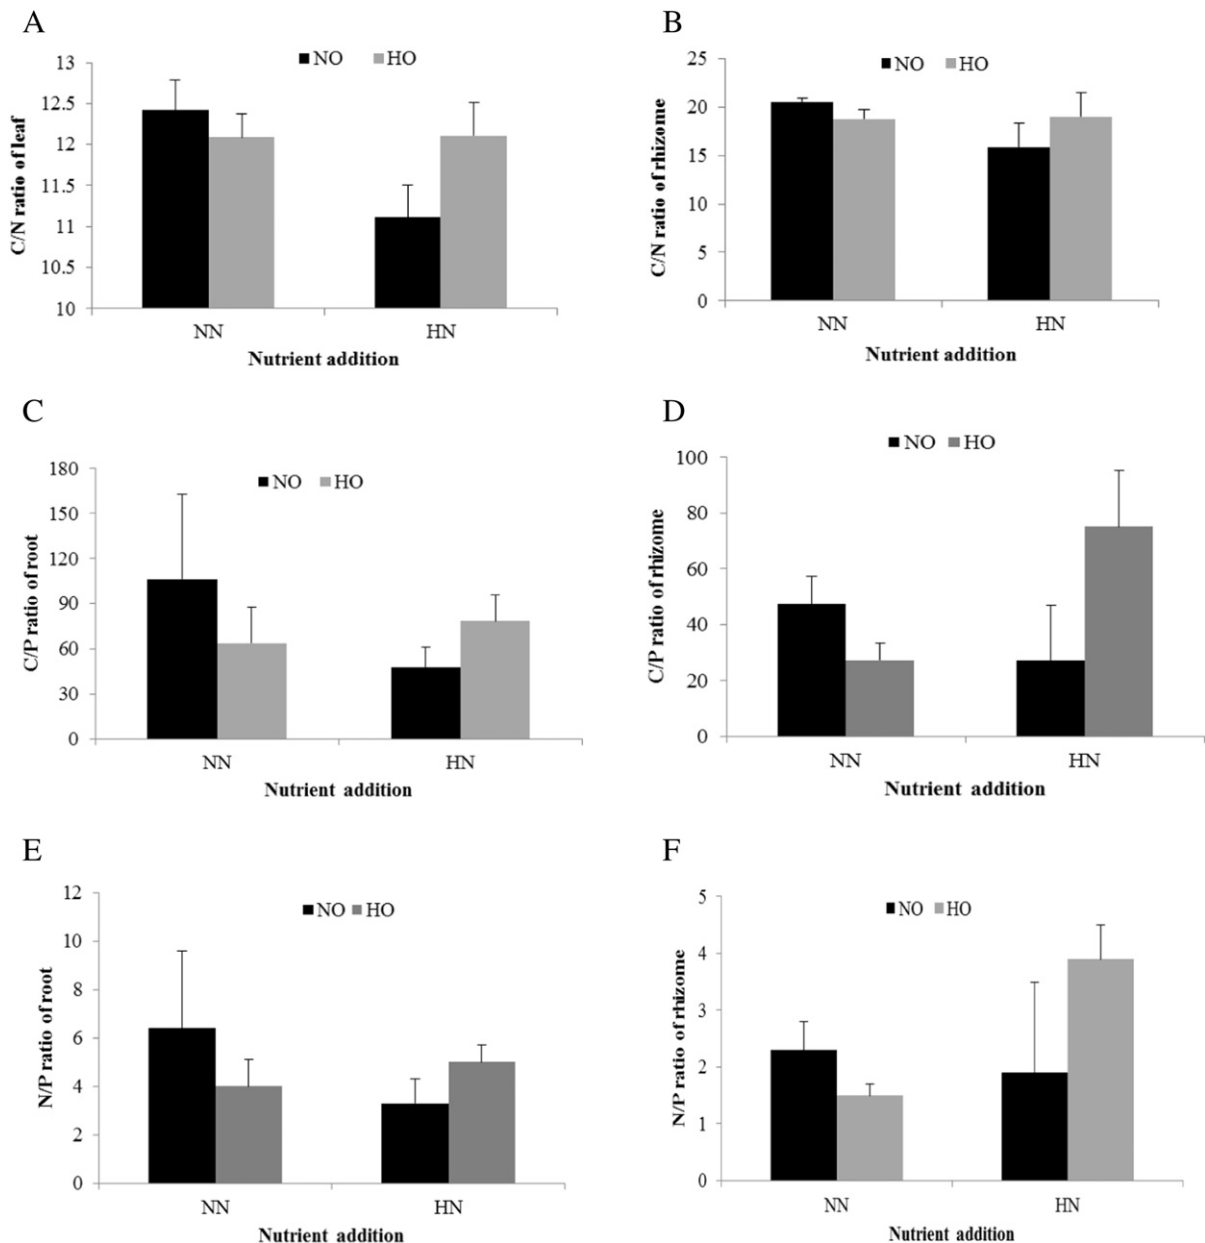 A
NO HO
13
12.5
12
11.5
11
10.5
10
C/N ratio of leaf
NN HN
Nutrient addition
B
NO HO
25
20
15
10
5
0
C/N ratio of rhizome
NN HN
Nutrient addition
C
NO HO
180
150
120
90
60
30
0
C/P ratio of root
NN HN
Nutrient addition
D
NO HO
100
80
60
40
20
0
C/P ratio of rhizome
NN HN
Nutrient addition
E
NO HO
12
10
8
6
4
2
0
N/P ratio of root
NN HN
Nutrient addition
F
NO HO
5
4
3
2
1
0
N/P ratio of rhizome
NN HN
Nutrient addition